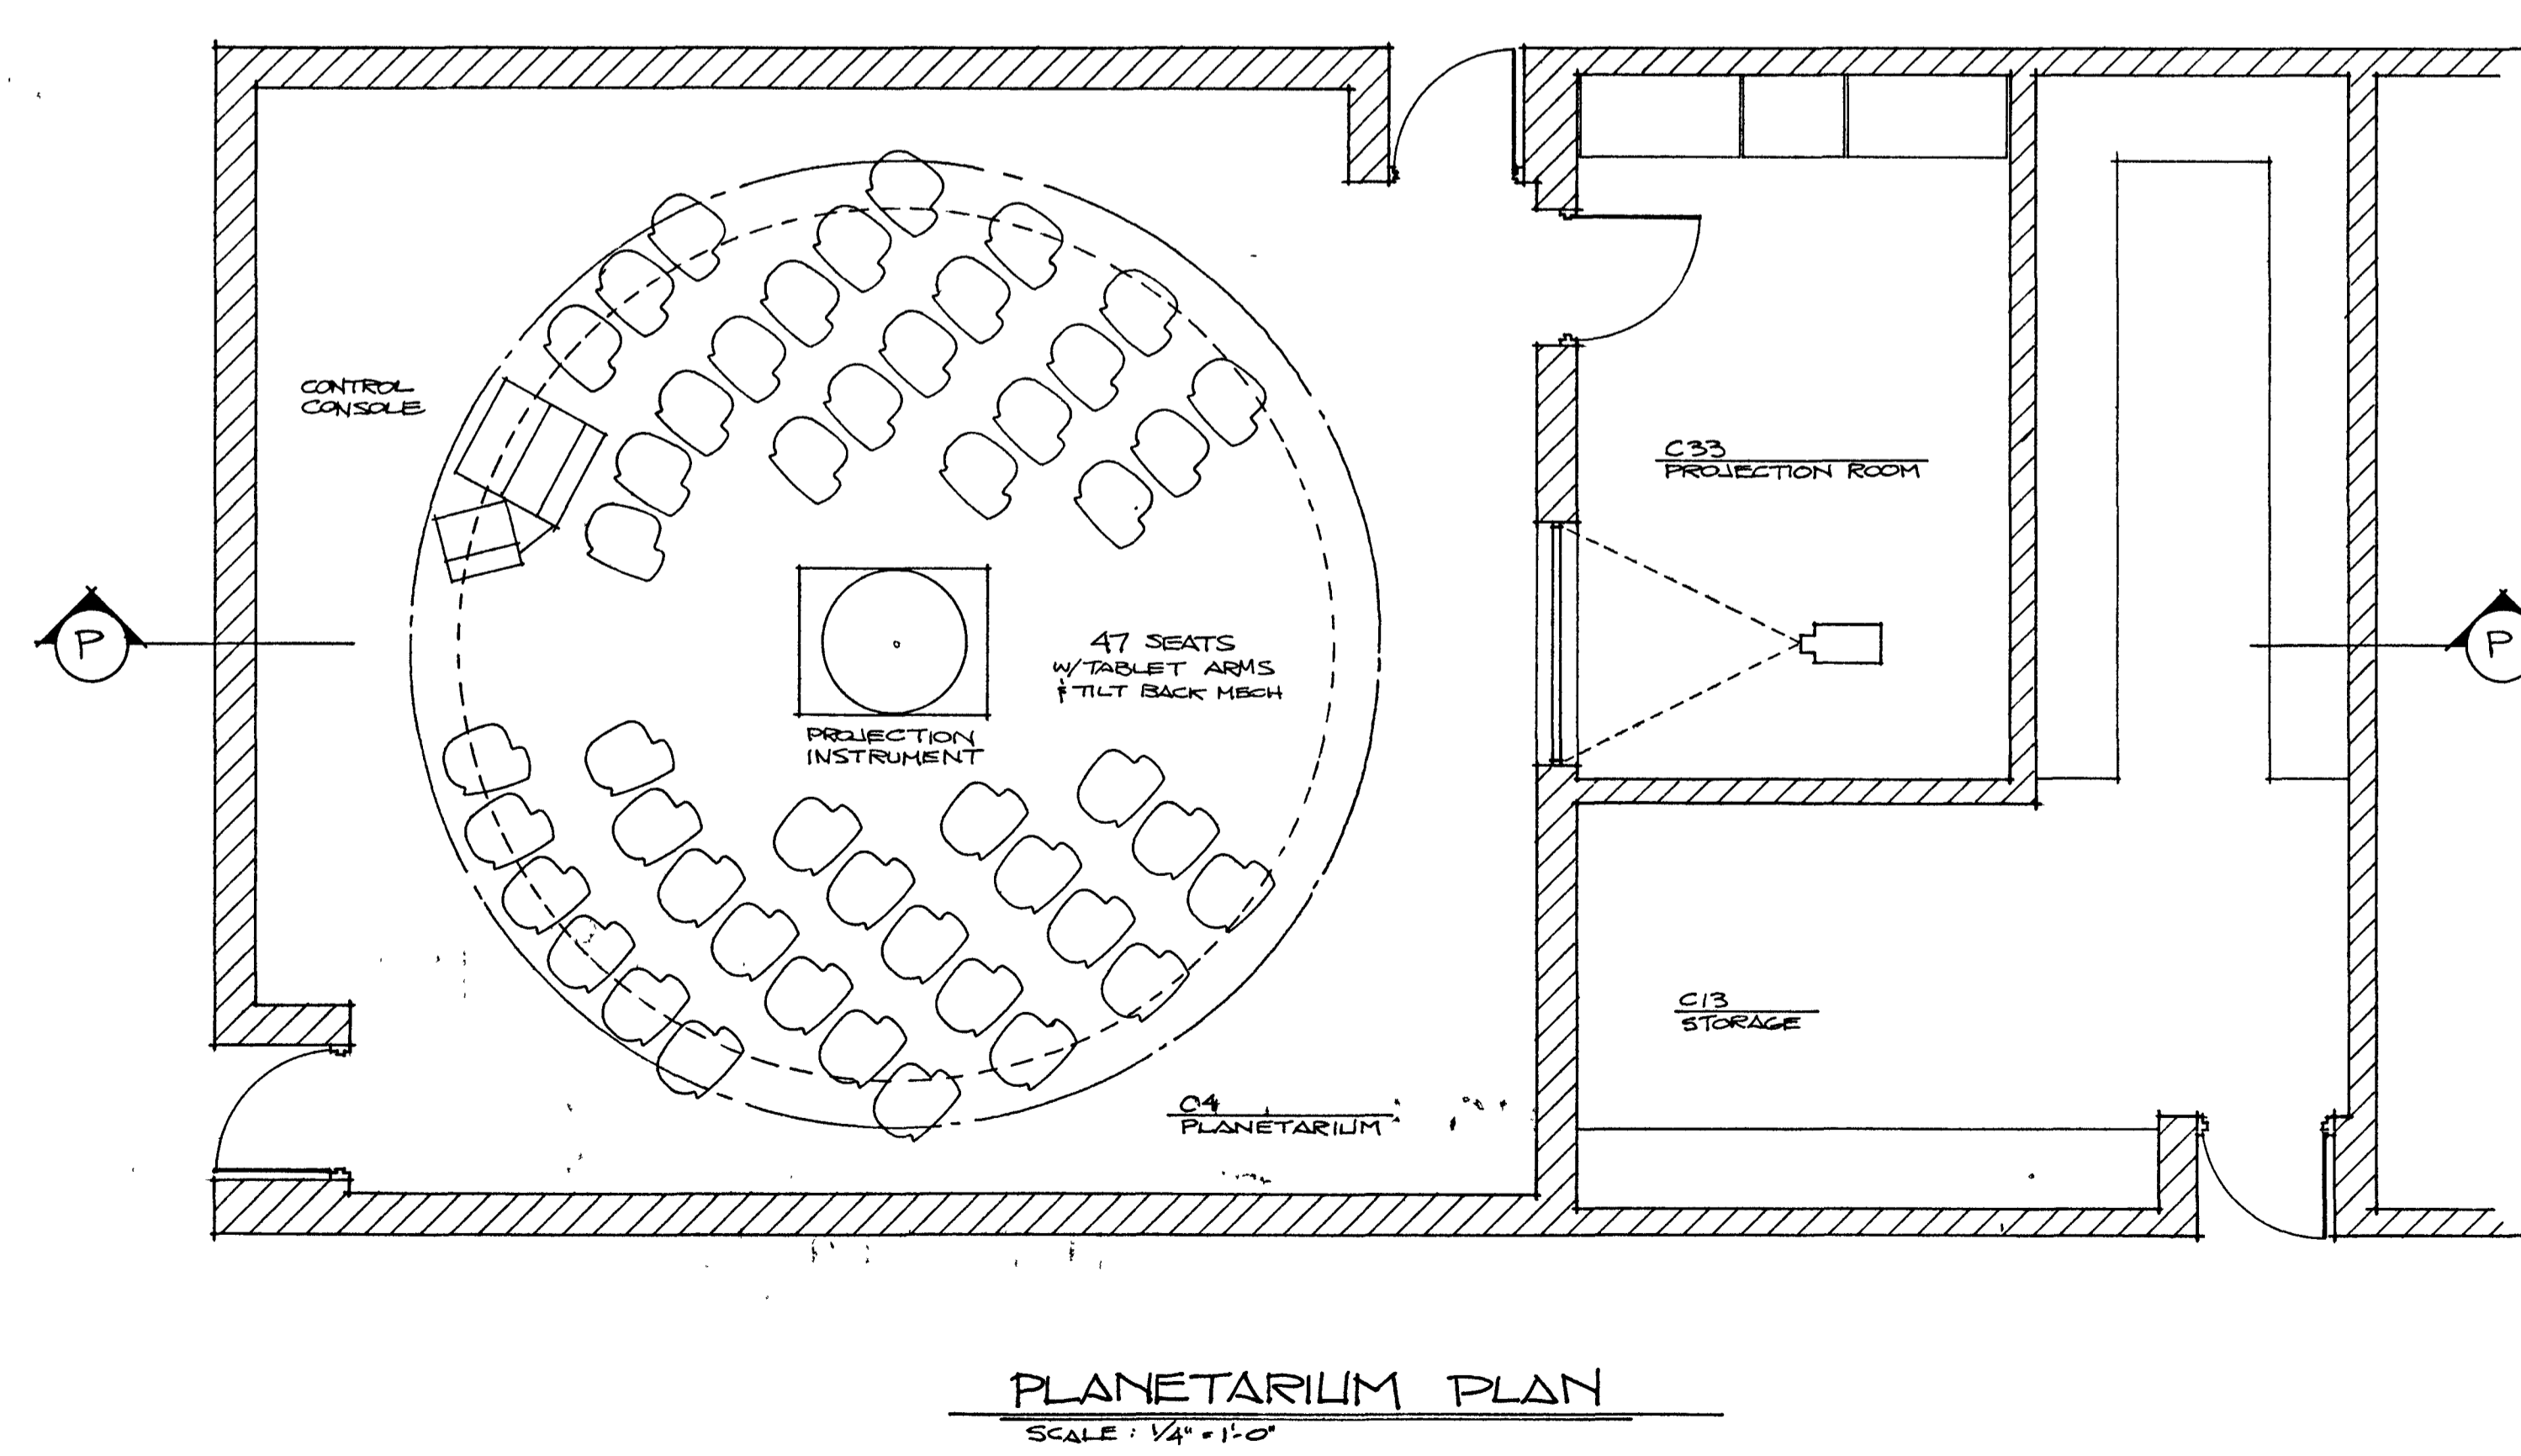 CONTROL
CONSOLE
C33
PROJECTION ROOM
P
47 SEATS
W/TABLET ARMS
& TILT BACK MECH
P
PROJECTION
INSTRUMENT
C13
STORAGE
C4
PLANETARIUM
PLANETARIUM PLAN
SCALE : 1/4" = 1'-0"